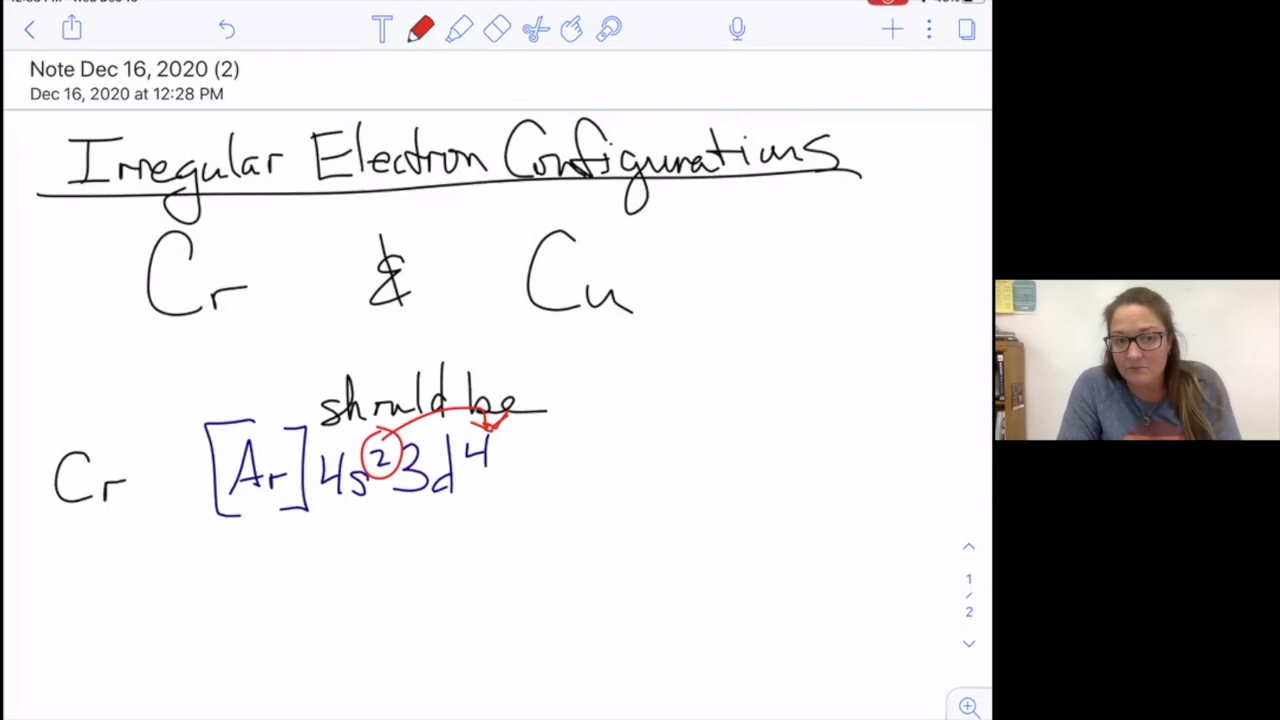 Note Dec 16, 2020 (2)
Dec 16, 2020 at 12:28 PM
Irregular Electron Configurations
Cr & Cu
should be
Cr [Ar] 4s² 3d⁴
1
/
2